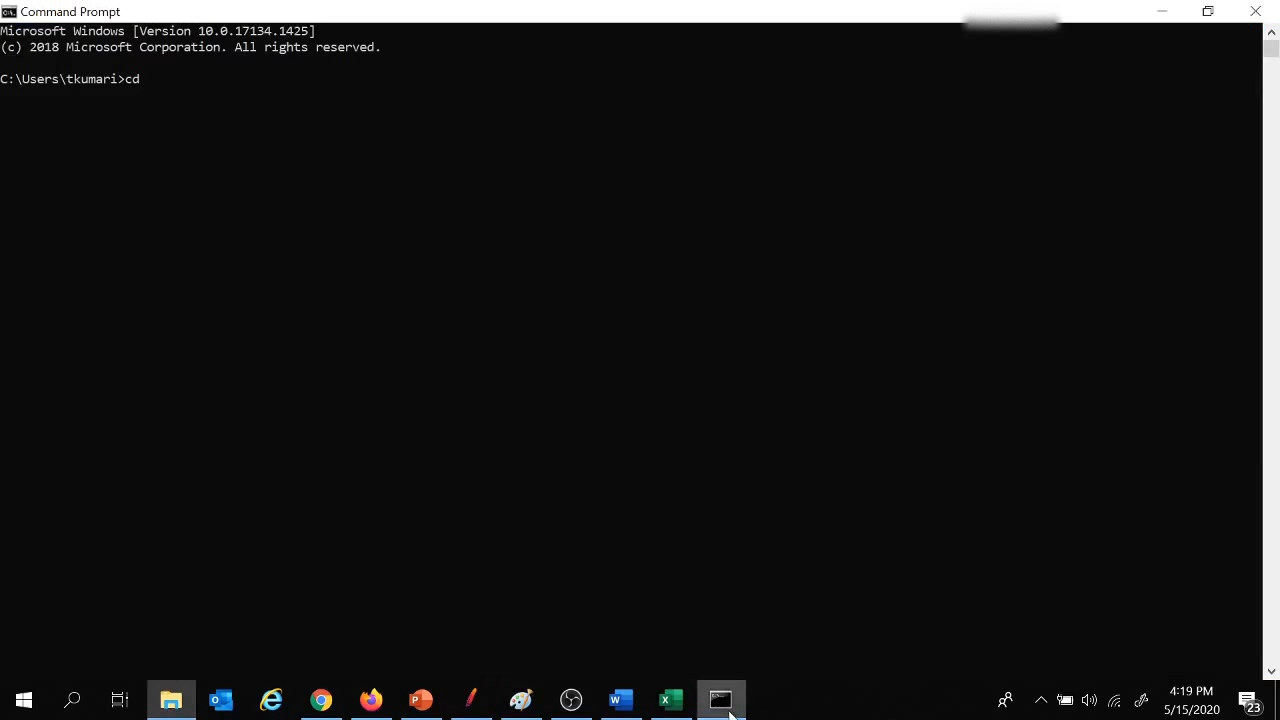 Command Prompt
Microsoft Windows [Version 10.0.17134.1425]
(c) 2018 Microsoft Corporation. All rights reserved.
C:\Users\tkumari>cd
4:19 PM
5/15/2020
23